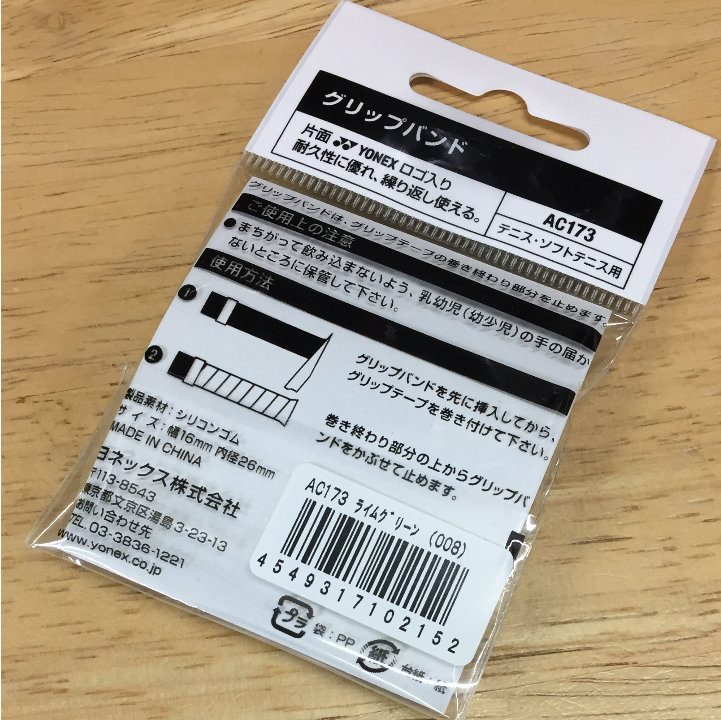 グリップバンド
片面 YONEX ロゴ入り
耐久性に優れ、繰り返し使える。
AC173
テニス・ソフトテニス用
グリップバンドは、グリップテープの巻き終わり部分を止めます。
ご使用上の注意
●まちがって飲み込まないよう、乳幼児(幼少児)の手の届か
ないところに保管して下さい。
使用方法
1
グリップバンドを先に挿入してから、
グリップテープを巻き付けて下さい。
2
巻き終わり部分の上からグリップバ
ンドをかぶせて止めます。
製品素材:シリコンゴム
サイズ:幅16mm 内径26mm
MADE IN CHINA
ヨネックス株式会社
〒113-8543
東京都文京区湯島3-23-13
お問い合わせ先
TEL.03-3836-1221
www.yonex.co.jp
AC173 ライムグリーン (008)
4549317102152
プラ
袋:PP
紙
台紙:紙